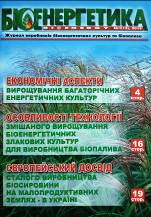 БІОЕНЕРГЕТИКА
Журнал виробників біоенергетичних культур та біопалива
ЕКОНОМІЧНІ АСПЕКТИ
ВИРОЩУВАННЯ БАГАТОРІЧНИХ
ЕНЕРГЕТИЧНИХ КУЛЬТУР
4
СТОР.
ОСОБЛИВОСТІ ТЕХНОЛОГІЇ
ЗМІШАНОГО ВИРОЩУВАННЯ
БІОЕНЕРГЕТИЧНИХ
ЗЛАКОВИХ КУЛЬТУР
ДЛЯ ВИРОБНИЦТВА БІОПАЛИВА
16
СТОР.
ЄВРОПЕЙСЬКИЙ ДОСВІД
СТАЛОГО ВИРОБНИЦТВА
БІОСИРОВИНИ
НА МАЛОПРОДУКТИВНИХ
ЗЕМЛЯХ - В УКРАЇНІ
19
СТОР.